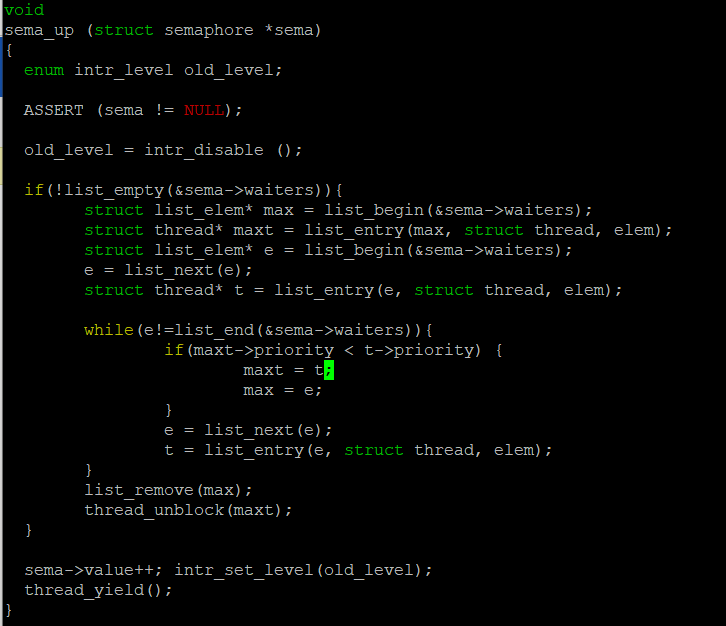 void
sema_up (struct semaphore *sema)
{
  enum intr_level old_level;

  ASSERT (sema != NULL);

  old_level = intr_disable ();

  if(!list_empty(&sema->waiters)){
        struct list_elem* max = list_begin(&sema->waiters);
        struct thread* maxt = list_entry(max, struct thread, elem);
        struct list_elem* e = list_begin(&sema->waiters);
        e = list_next(e);
        struct thread* t = list_entry(e, struct thread, elem);

        while(e!=list_end(&sema->waiters)){
                if(maxt->priority < t->priority) {
                        maxt = t;
                        max = e;
                }
                e = list_next(e);
                t = list_entry(e, struct thread, elem);
        }
        list_remove(max);
        thread_unblock(maxt);
  }

  sema->value++; intr_set_level(old_level);
  thread_yield();
}